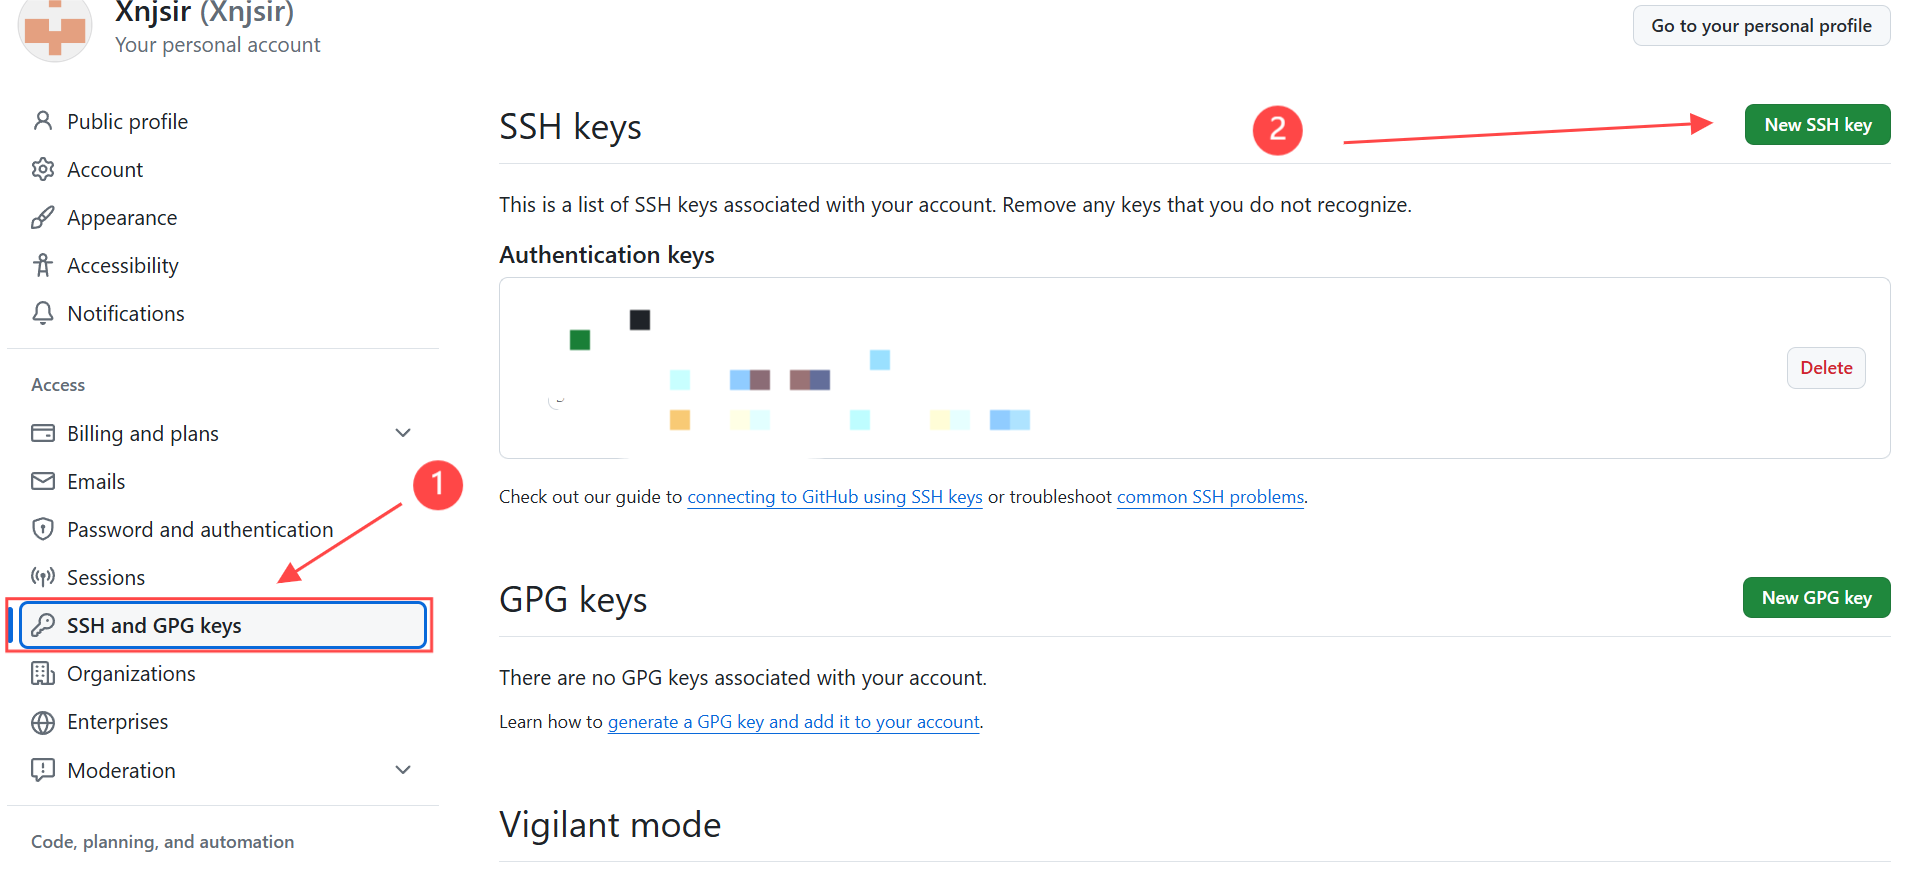 Xnjsir (Xnjsir)
Your personal account
Go to your personal profile
Public profile
Account
Appearance
Accessibility
Notifications
Access
Billing and plans
Emails
1
Password and authentication
Sessions
SSH and GPG keys
Organizations
Enterprises
Moderation
Code, planning, and automation
SSH keys
2
New SSH key
This is a list of SSH keys associated with your account. Remove any keys that you do not recognize.
Authentication keys
Delete
Check out our guide to connecting to GitHub using SSH keys or troubleshoot common SSH problems.
GPG keys
New GPG key
There are no GPG keys associated with your account.
Learn how to generate a GPG key and add it to your account.
Vigilant mode